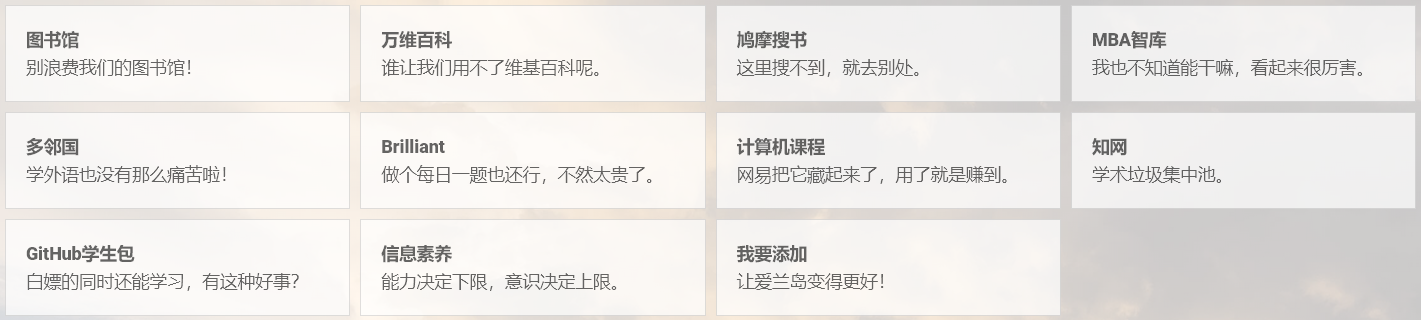 图书馆
别浪费我们的图书馆！
万维百科
谁让我们用不了维基百科呢。
鸠摩搜书
这里搜不到，就去别处。
MBA智库
我也不知道能干嘛，看起来很厉害。
多邻国
学外语也没有那么痛苦啦！
Brilliant
做个每日一题也还行，不然太贵了。
计算机课程
网易把它藏起来了，用了就是赚到。
知网
学术垃圾集中池。
GitHub学生包
白嫖的同时还能学习，有这种好事？
信息素养
能力决定下限，意识决定上限。
我要添加
让爱兰岛变得更好！